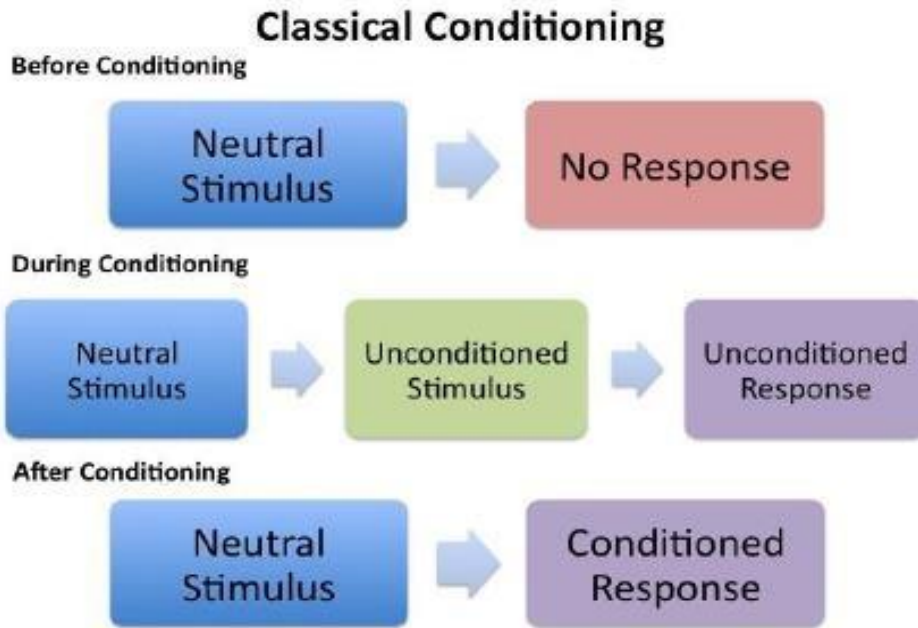 Classical Conditioning
Before Conditioning
Neutral
Stimulus
No Response
During Conditioning
Neutral
Stimulus
Unconditioned
Stimulus
Unconditioned
Response
After Conditioning
Neutral
Stimulus
Conditioned
Response